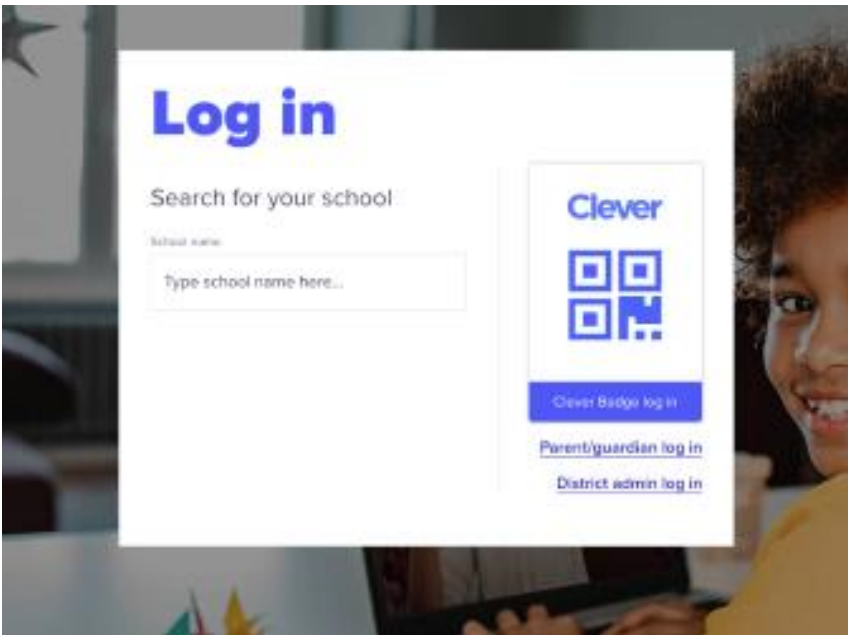 Log in
Search for your school
School name
Type school name here...
Clever
Clever Badge log in
Parent/guardian log in
District admin log in